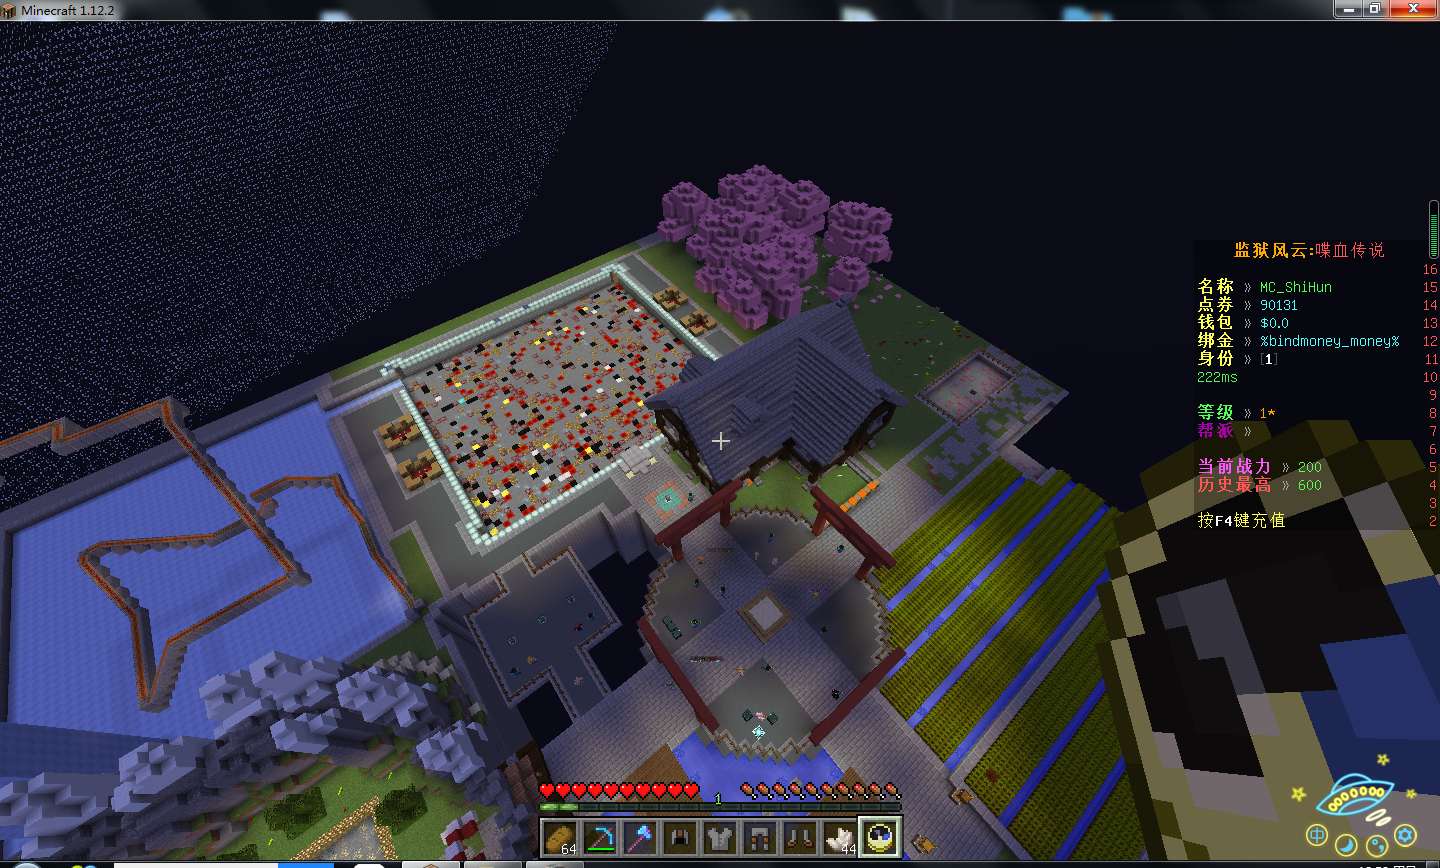 Minecraft 1.12.2
监狱风云:喋血传说
16
名称 » MC_ShiHun 15
点券 » 90131 14
钱包 » $0.0 13
绑金 » %bindmoney_money% 12
身份 » [1] 11
222ms 10
9
等级 » 1* 8
帮派 » 7
6
当前战力 » 200 5
历史最高 » 600 4
3
按F4键充值 2
1
64
44
中